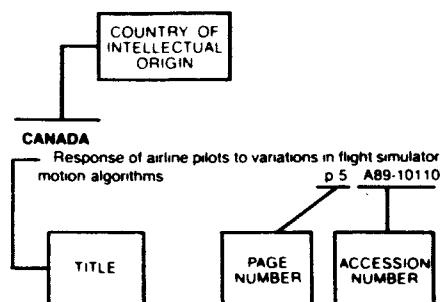 COUNTRY OF
INTELLECTUAL
ORIGIN
CANADA
Response of airline pilots to variations in flight simulator
motion algorithms p 5 A89-10110
TITLE
PAGE
NUMBER
ACCESSION
NUMBER